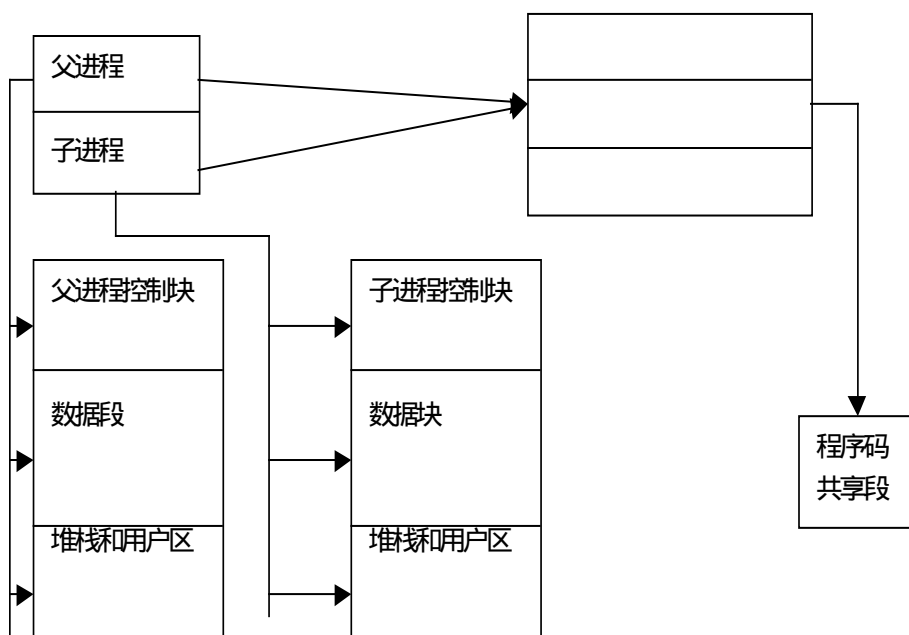 父进程
子进程
父进程控制块
子进程控制块
数据段
数据块
程序码
共享段
堆栈和用户区
堆栈和用户区